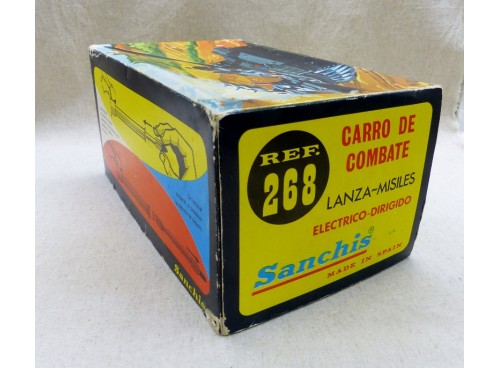 REF.
268
CARRO DE
COMBATE
LANZA-MISILES
ELECTRICO-DIRIGIDO
Sanchis®
MADE IN SPAIN
Sanchis